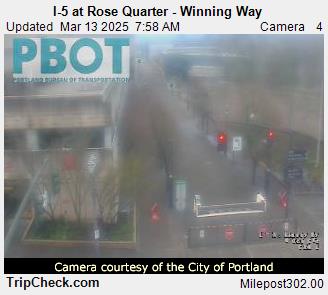 I-5 at Rose Quarter - Winning Way
Updated  Mar 13 2025  7:58 AM Camera   4
PBOT
PORTLAND BUREAU OF TRANSPORTATION
Camera courtesy of the City of Portland
TripCheck.com Milepost302.00